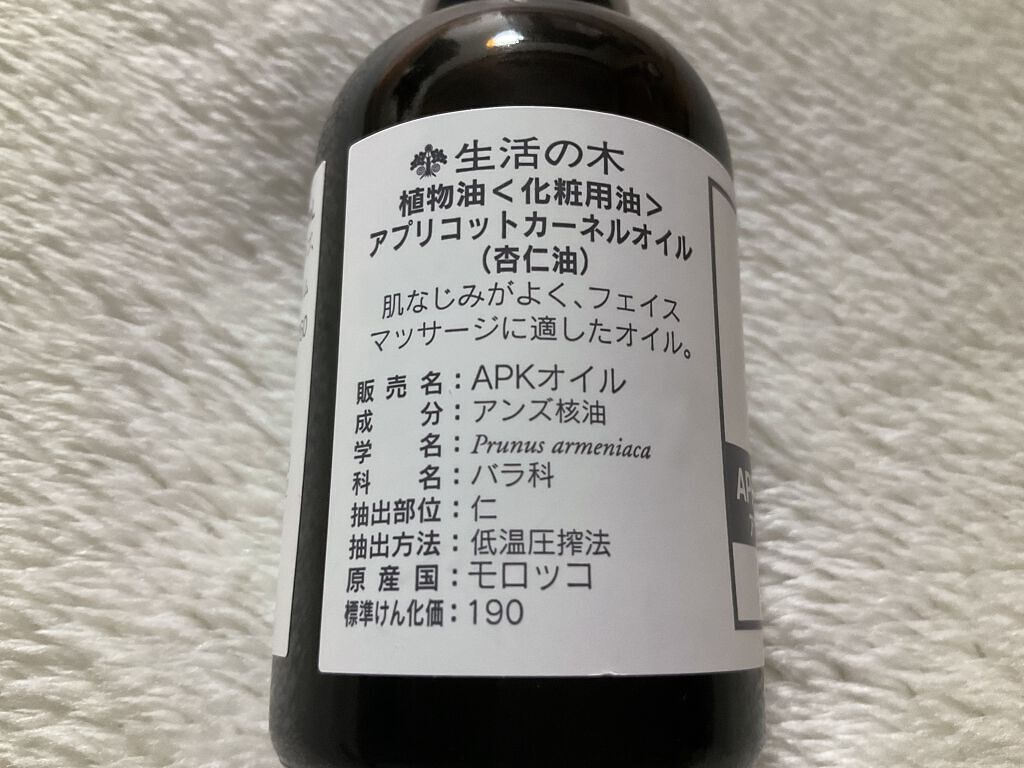 生活の木
植物油<化粧用油>
アプリコットカーネルオイル
(杏仁油)
肌なじみがよく、フェイス
マッサージに適したオイル。
販売名：APKオイル
成分：アンズ核油
学名：Prunus armeniaca
科名：バラ科
抽出部位：仁
抽出方法：低温圧搾法
原産国：モロッコ
標準けん化価：190